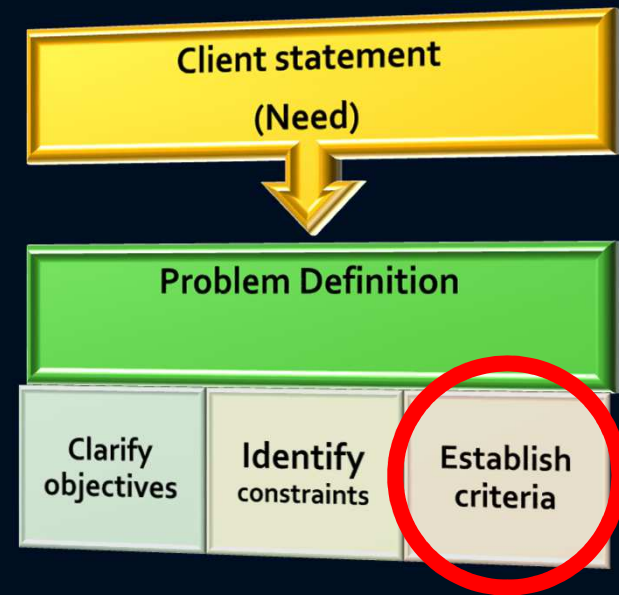 Client statement
(Need)
Problem Definition
Clarify
objectives
Identify
constraints
Establish
criteria